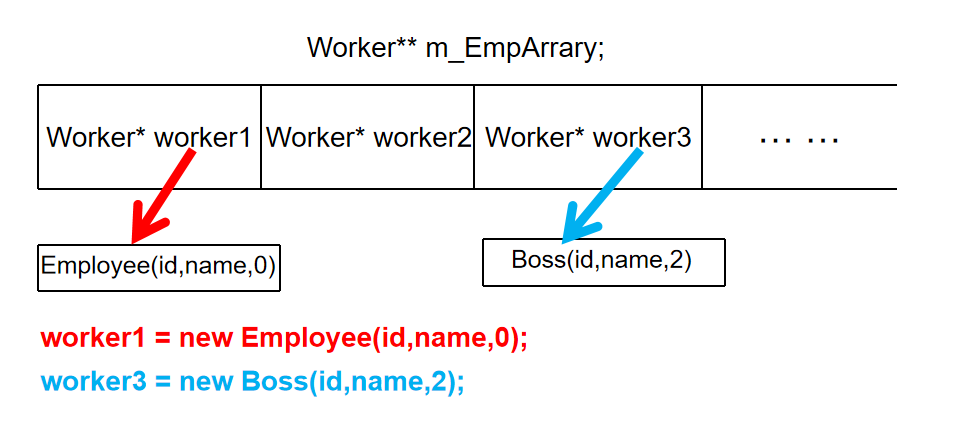 Worker** m_EmpArrary;
Worker* worker1 Worker* worker2 Worker* worker3 ... ...
Employee(id,name,0) Boss(id,name,2)
worker1 = new Employee(id,name,0);
worker3 = new Boss(id,name,2);